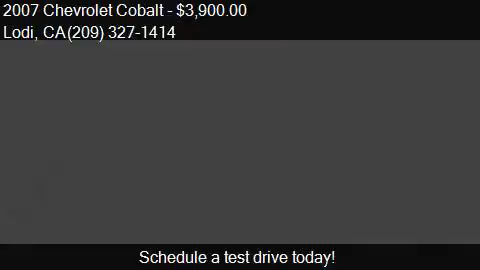 2007 Chevrolet Cobalt - $3,900.00
Lodi, CA(209) 327-1414
Schedule a test drive today!